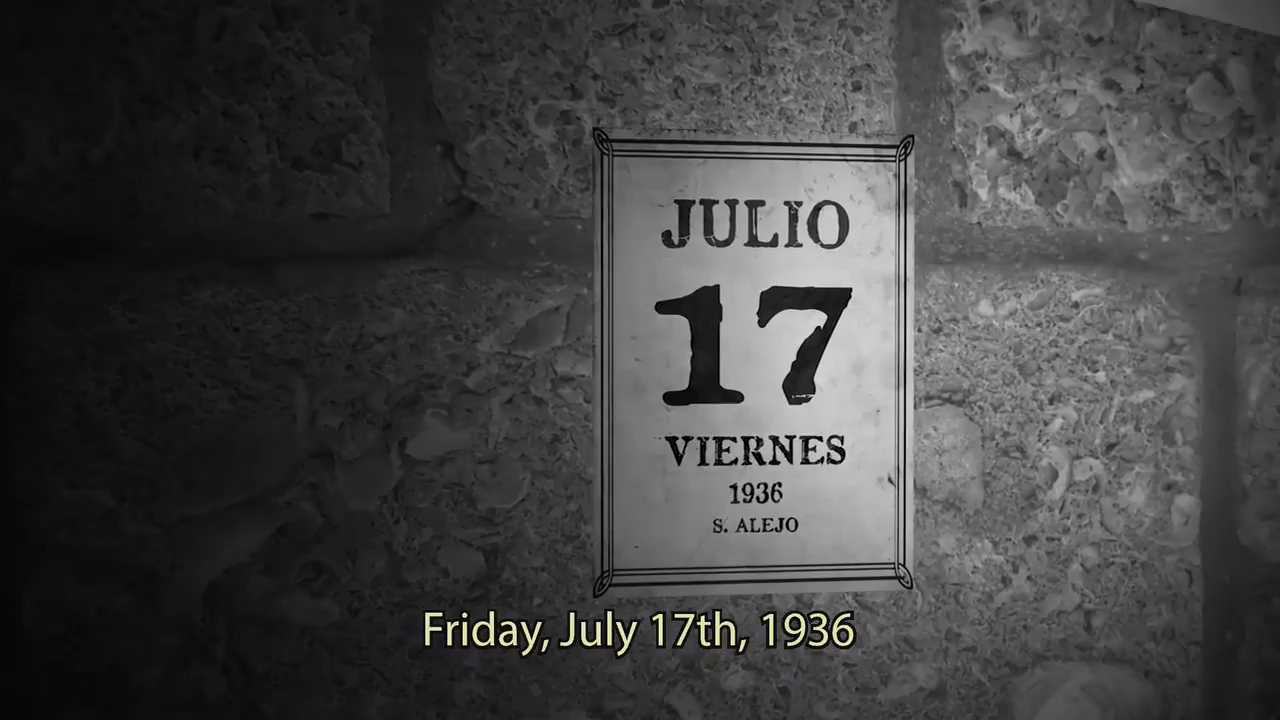 JULIO
17
VIERNES
1936
S. ALEJO
Friday, July 17th, 1936